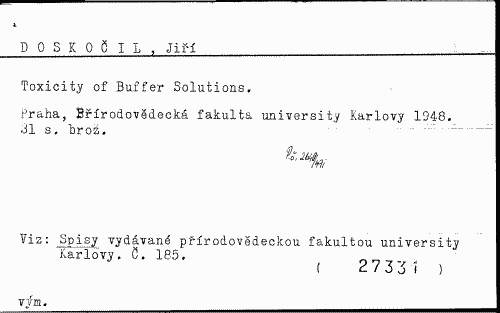 D O S K O Č I L , Jiří
Toxicity of Buffer Solutions.
Praha, Přírodovědecká fakulta university Karlovy 1948.
31 s. brož.
Viz: Spisy vydávané přírodovědeckou fakultou university
Karlovy. Č. 185.
( 27331 )
vým.